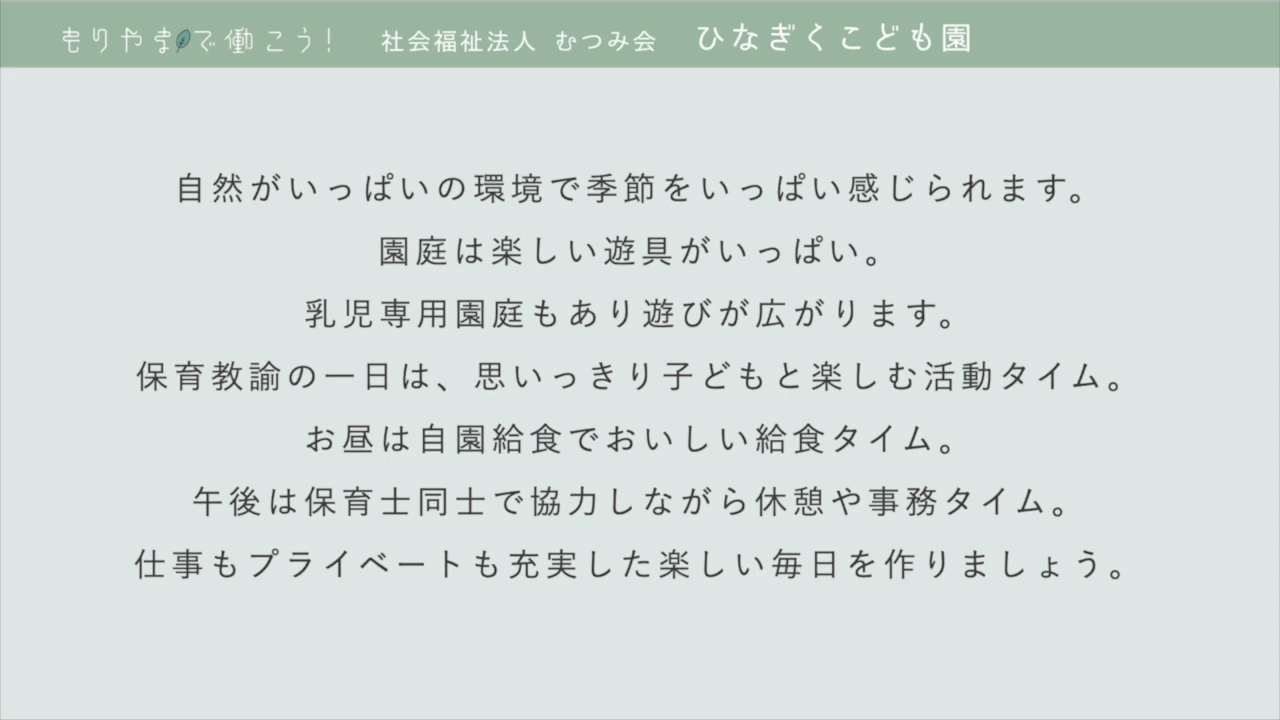 もりやまで働こう! 社会福祉法人 むつみ会 ひなぎくこども園
自然がいっぱいの環境で季節をいっぱい感じられます。
園庭は楽しい遊具がいっぱい。
乳児専用園庭もあり遊びが広がります。
保育教諭の一日は、思いっきり子どもと楽しむ活動タイム。
お昼は自園給食でおいしい給食タイム。
午後は保育士同士で協力しながら休憩や事務タイム。
仕事もプライベートも充実した楽しい毎日を作りましょう。